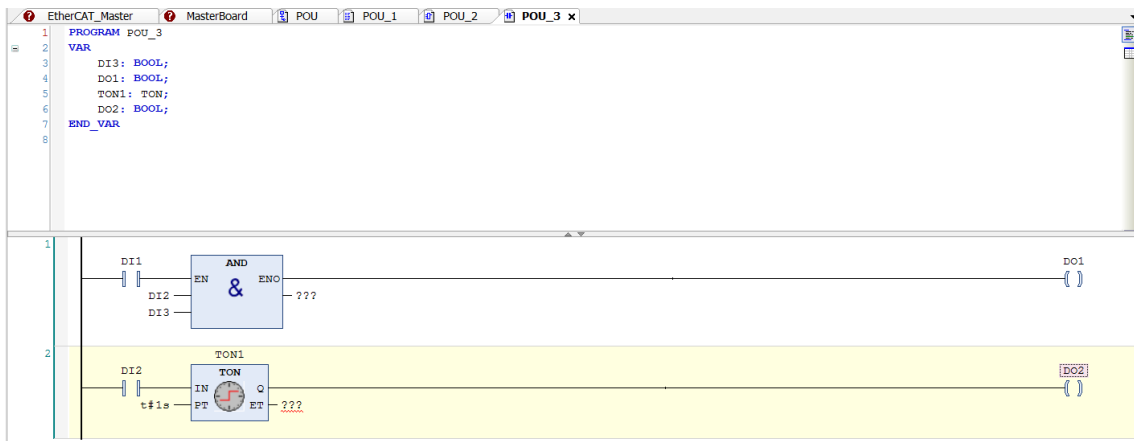 EtherCAT_Master MasterBoard POU POU_1 POU_2 POU_3 x
1 PROGRAM POU_3
2 VAR
3 DI3: BOOL;
4 DO1: BOOL;
5 TON1: TON;
6 DO2: BOOL;
7 END_VAR
8
1
DI1 AND DO1
EN ENO
&
DI2 ???
DI3
2
TON1
DI2 TON DO2
IN Q
t#1s PT ET ???